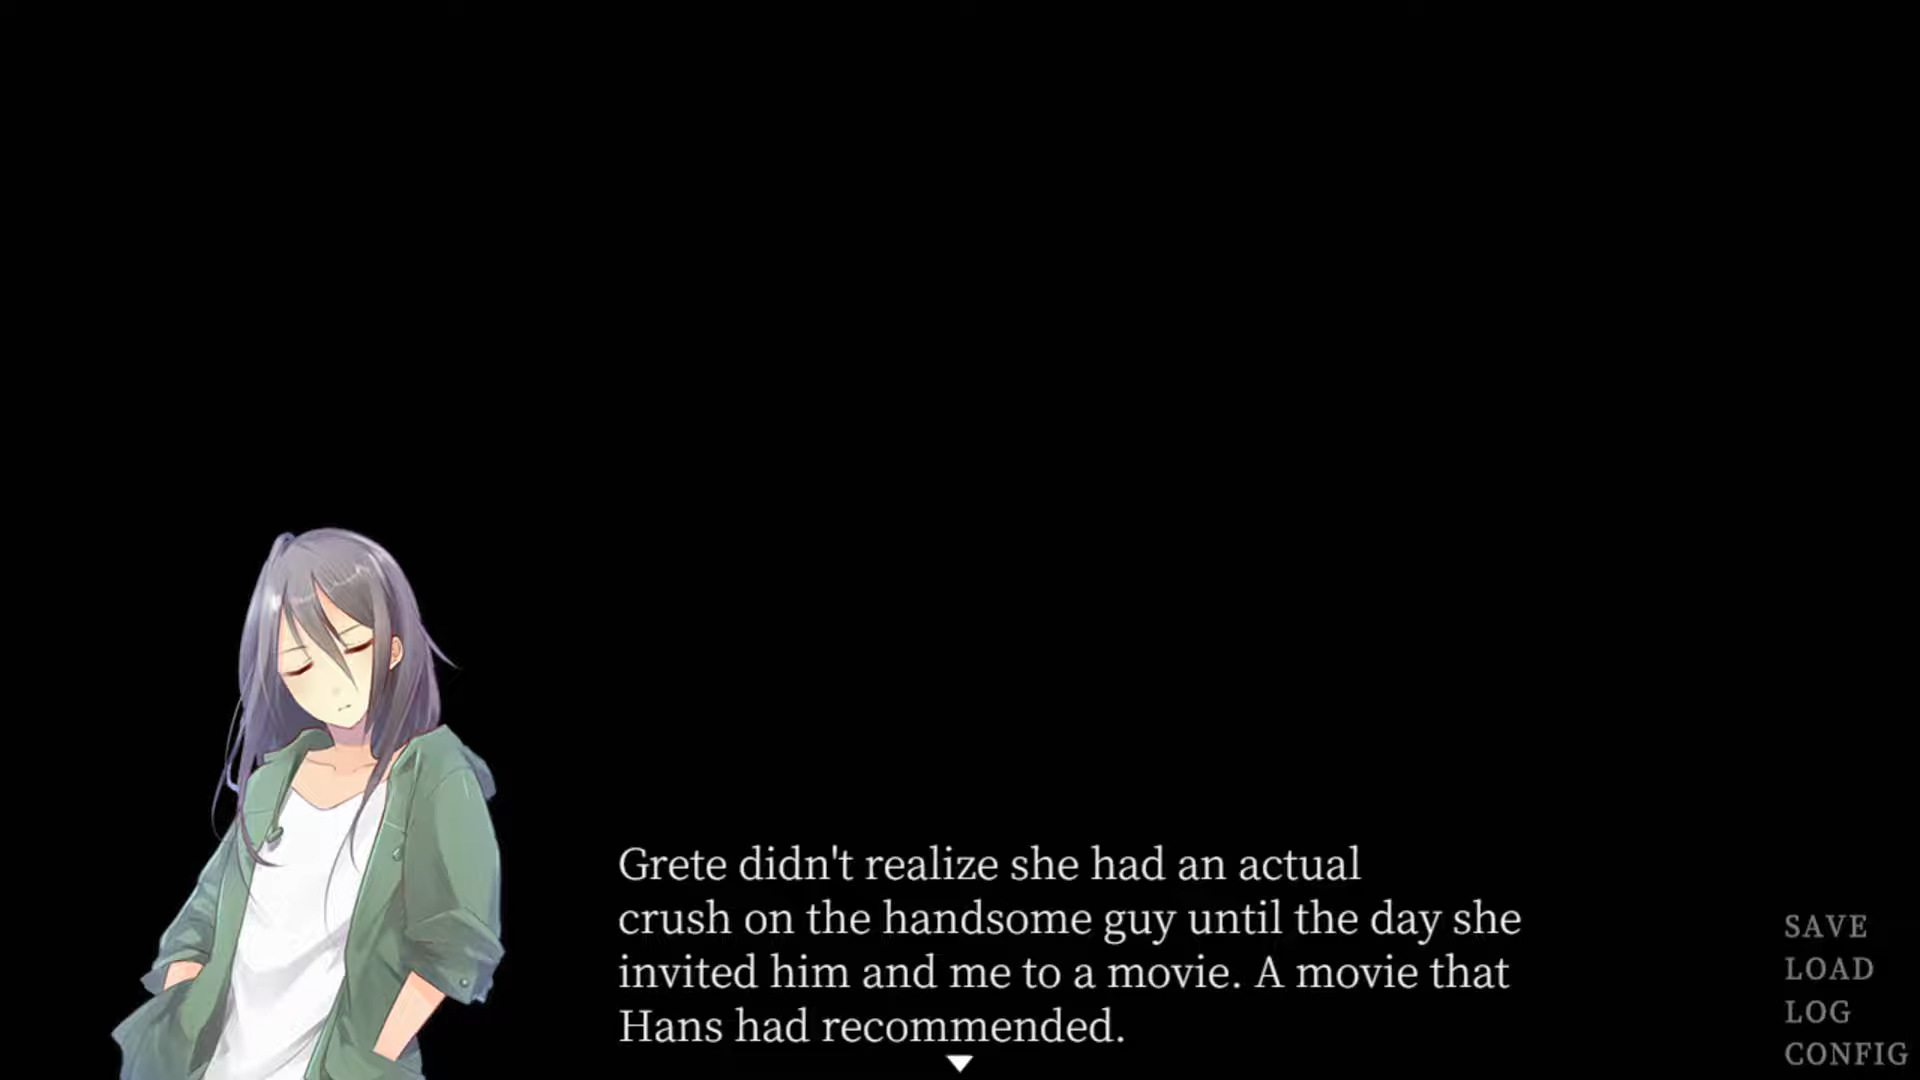 Grete didn't realize she had an actual
crush on the handsome guy until the day she
invited him and me to a movie. A movie that
Hans had recommended.
SAVE
LOAD
LOG
CONFIG